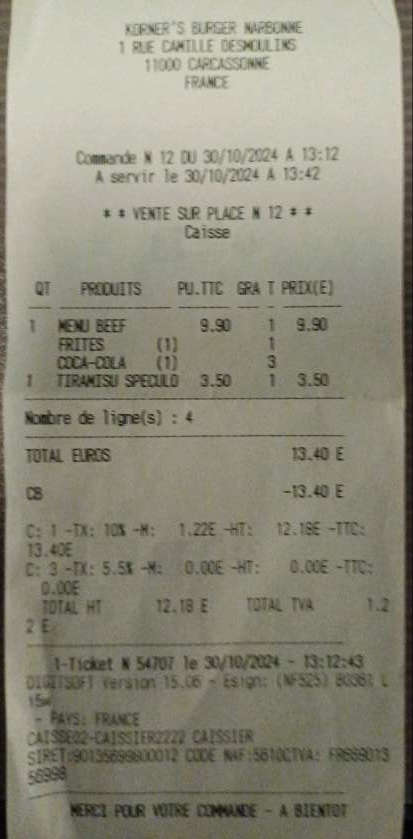 KORNER'S BURGER NARBONNE
1 RUE CAMILLE DESMOULINS
11000 CARCASSONNE
FRANCE
Commande N 12 DU 30/10/2024 A 13:12
A servir le 30/10/2024 A 13:42
* * VENTE SUR PLACE N 12 * *
Caisse
QT PRODUITS PU.TTC GRA T PRIX(E)
1 MENU BEEF 9.90 1 9.90
FRITES (1) 1
COCA-COLA (1) 3
1 TIRAMISU SPECULO 3.50 1 3.50
Nombre de ligne(s) : 4
TOTAL EUROS 13.40 E
CB -13.40 E
C: 1 -TX: 10% -M: 1.22E -HT: 12.18E -TTC:
13.40E
C: 3 -TX: 5.5% -M: 0.00E -HT: 0.00E -TTC:
0.00E
TOTAL HT 12.18 E TOTAL TVA 1.2
2 E
1-Ticket N 54707 le 30/10/2024 - 13:12:43
DIGITSOFT Version 15.06 - Esign: (NF525)
- PAYS: FRANCE
CAISSE02-CAISSIER2222 CAISSIER
SIRET:90135699800012 CODE NAF:5610CTVA:
MERCI POUR VOTRE COMMANDE - A BIENTOT